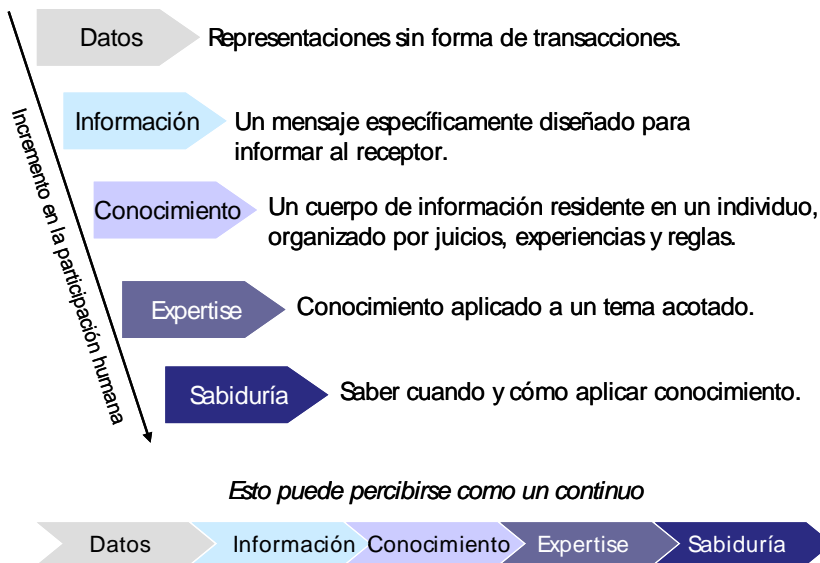 Datos
Representaciones sin forma de transacciones.
Información
Un mensaje específicamente diseñado para
informar al receptor.
Conocimiento
Un cuerpo de información residente en un individuo,
organizado por juicios, experiencias y reglas.
Expertise
Conocimiento aplicado a un tema acotado.
Sabiduría
Saber cuando y cómo aplicar conocimiento.
Incremento en la participación humana
Esto puede percibirse como un continuo
Datos
Información
Conocimiento
Expertise
Sabiduría